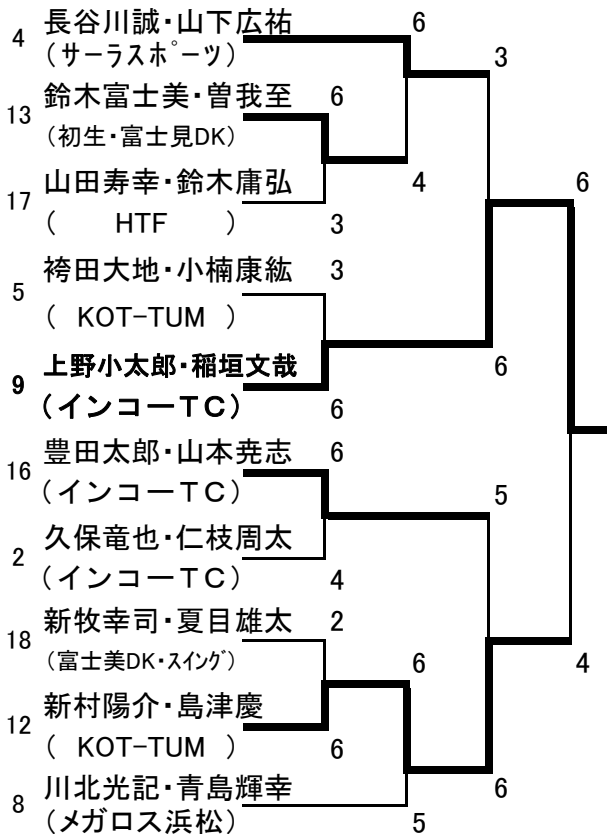 4 長谷川誠・山下広祐 6
(サーラスポーツ) 3
13 鈴木富士美・曽我至 6
(初生・富士見DK)
17 山田寿幸・鈴木庸弘 4 6
( HTF ) 3
5 袴田大地・小楠康紘 3
( KOT-TUM )
9 上野小太郎・稲垣文哉 6
(インコーTC) 6
16 豊田太郎・山本尭志 6
(インコーTC) 5
2 久保竜也・仁枝周太
(インコーTC) 4
18 新牧幸司・夏目雄太 2
(富士美DK・スイング) 6 4
12 新村陽介・島津慶
( KOT-TUM ) 6
8 川北光記・青島輝幸 6
(メガロス浜松) 5